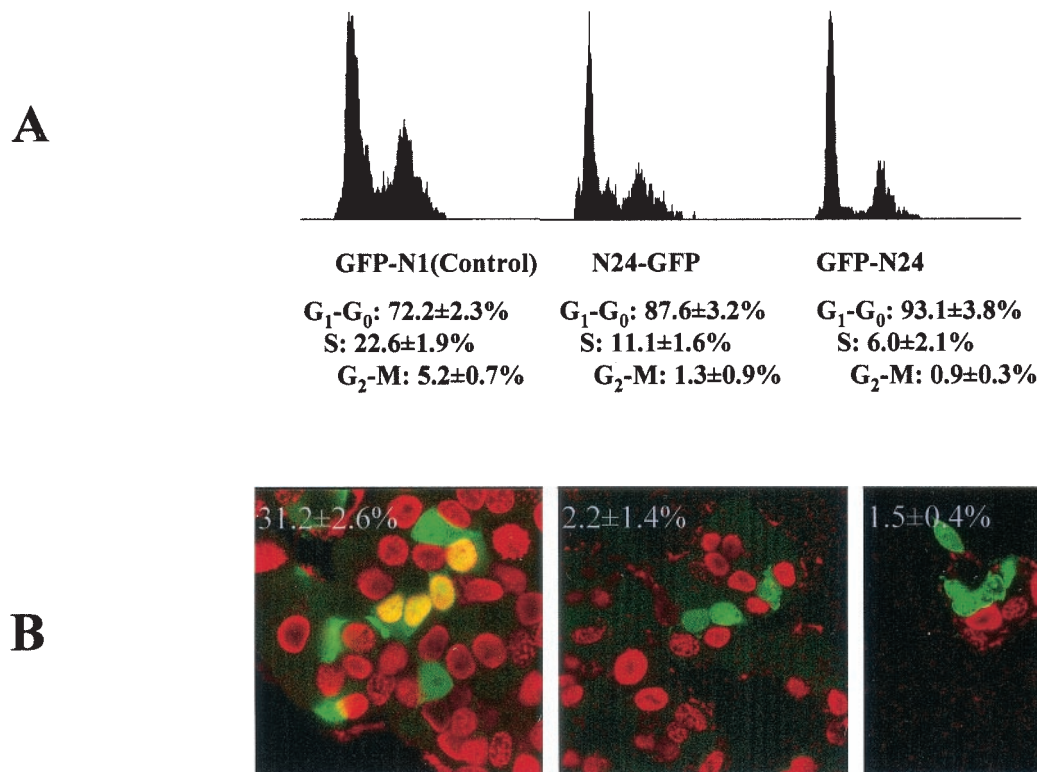 A
GFP-N1(Control) N24-GFP GFP-N24
G₁-G₀: 72.2±2.3% G₁-G₀: 87.6±3.2% G₁-G₀: 93.1±3.8%
S: 22.6±1.9% S: 11.1±1.6% S: 6.0±2.1%
G₂-M: 5.2±0.7% G₂-M: 1.3±0.9% G₂-M: 0.9±0.3%
31.2±2.6% 2.2±1.4% 1.5±0.4%
B